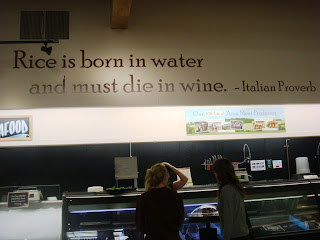 Rice is born in water
and must die in wine. - Italian Proverb
AFOOD